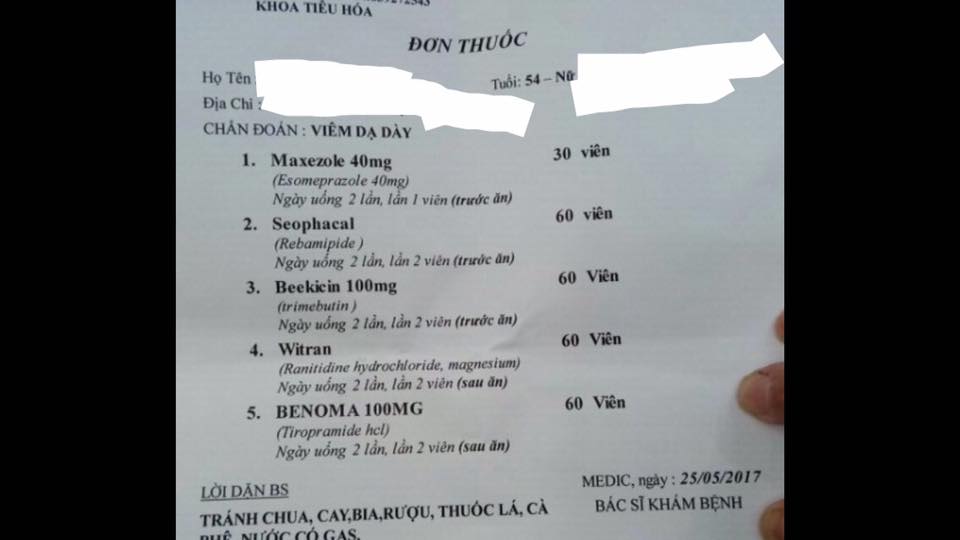 KHOA TIÊU HÓA
ĐƠN THUỐC
Họ Tên :
Tuổi: 54 – Nữ
Địa Chỉ :
CHẨN ĐOÁN : VIÊM DẠ DÀY
1. Maxezole 40mg 30 viên
(Esomeprazole 40mg)
Ngày uống 2 lần, lần 1 viên (trước ăn)
2. Seophacal 60 viên
(Rebamipide )
Ngày uống 2 lần, lần 2 viên (trước ăn)
3. Beekicin 100mg 60 Viên
(trimebutin )
Ngày uống 2 lần, lần 2 viên (trước ăn)
4. Witran 60 Viên
(Ranitidine hydrochloride, magnesium)
Ngày uống 2 lần, lần 2 viên (sau ăn)
5. BENOMA 100MG 60 Viên
(Tiropramide hcl)
Ngày uống 2 lần, lần 2 viên (sau ăn)
LỜI DẶN BS
MEDIC, ngày : 25/05/2017
BÁC SĨ KHÁM BỆNH
TRÁNH CHUA, CAY,BIA,RƯỢU, THUỐC LÁ, CÀ
PHÊ, NƯỚC CÓ GAS.